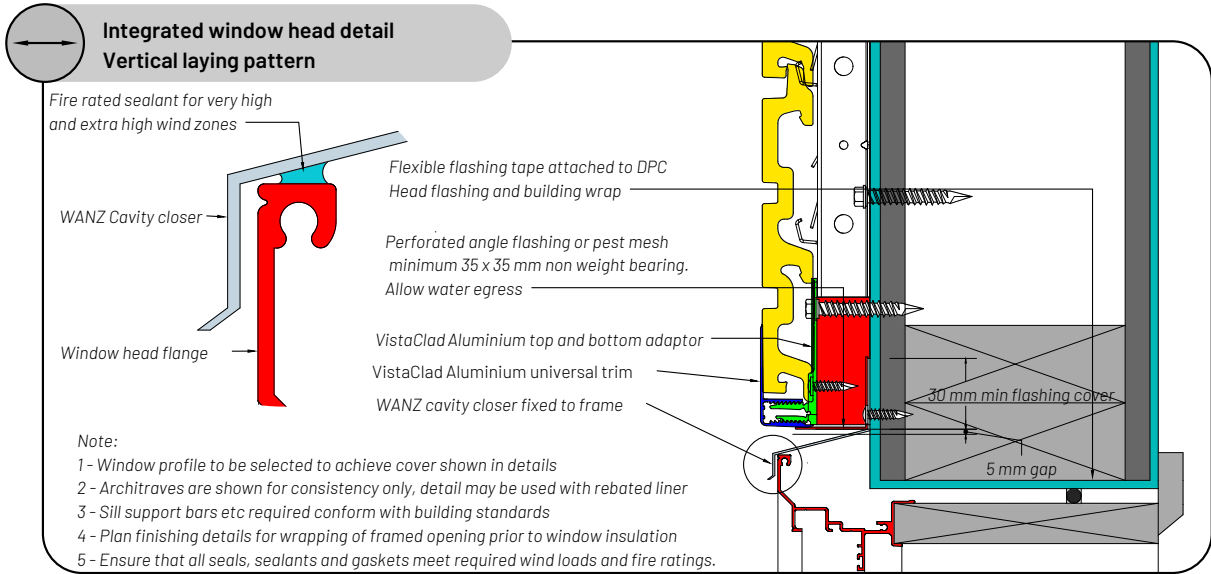 Integrated window head detail
Vertical laying pattern
Fire rated sealant for very high
and extra high wind zones
WANZ Cavity closer
Window head flange
Flexible flashing tape attached to DPC
Head flashing and building wrap
Perforated angle flashing or pest mesh
minimum 35 x 35 mm non weight bearing.
Allow water egress
VistaClad Aluminium top and bottom adaptor
VistaClad Aluminium universal trim
WANZ cavity closer fixed to frame
30 mm min flashing cover
5 mm gap
Note:
1 - Window profile to be selected to achieve cover shown in details
2 - Architraves are shown for consistency only, detail may be used with rebated liner
3 - Sill support bars etc required conform with building standards
4 - Plan finishing details for wrapping of framed opening prior to window insulation
5 - Ensure that all seals, sealants and gaskets meet required wind loads and fire ratings.